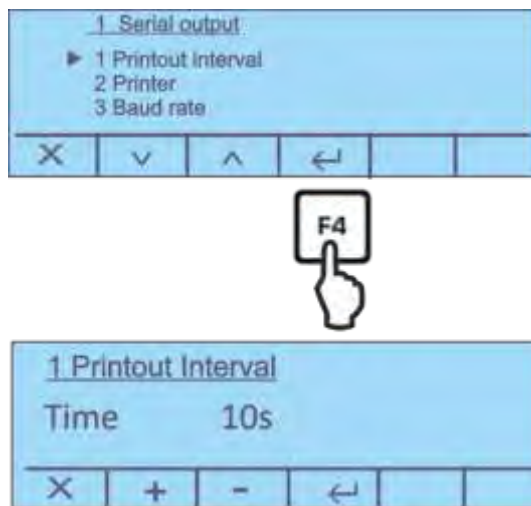 1 Serial output
► 1 Printout interval
2 Printer
3 Baud rate
F4
1 Printout Interval
Time 10s
+ -